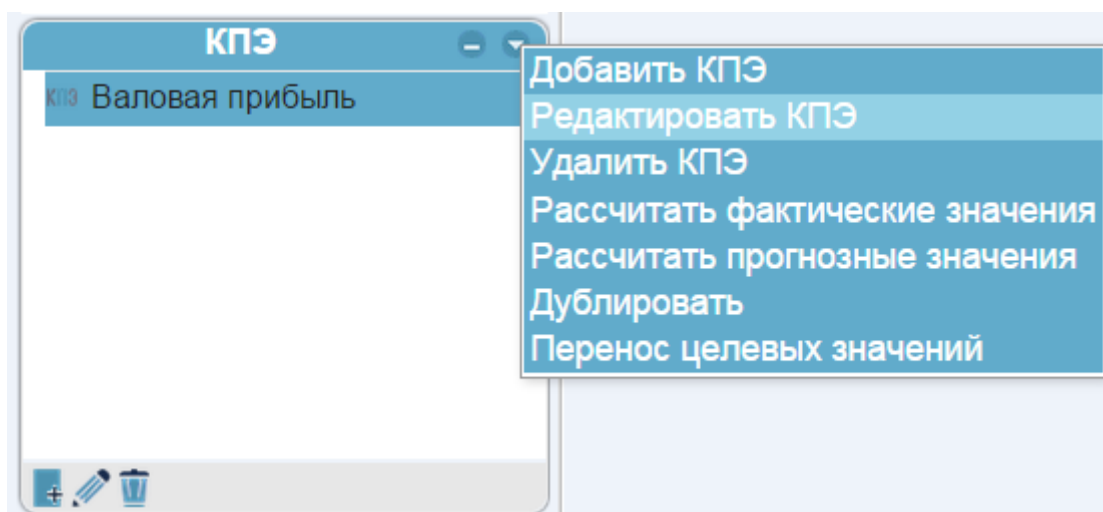 КПЭ
кпэ Валовая прибыль
Добавить КПЭ
Редактировать КПЭ
Удалить КПЭ
Рассчитать фактические значения
Рассчитать прогнозные значения
Дублировать
Перенос целевых значений